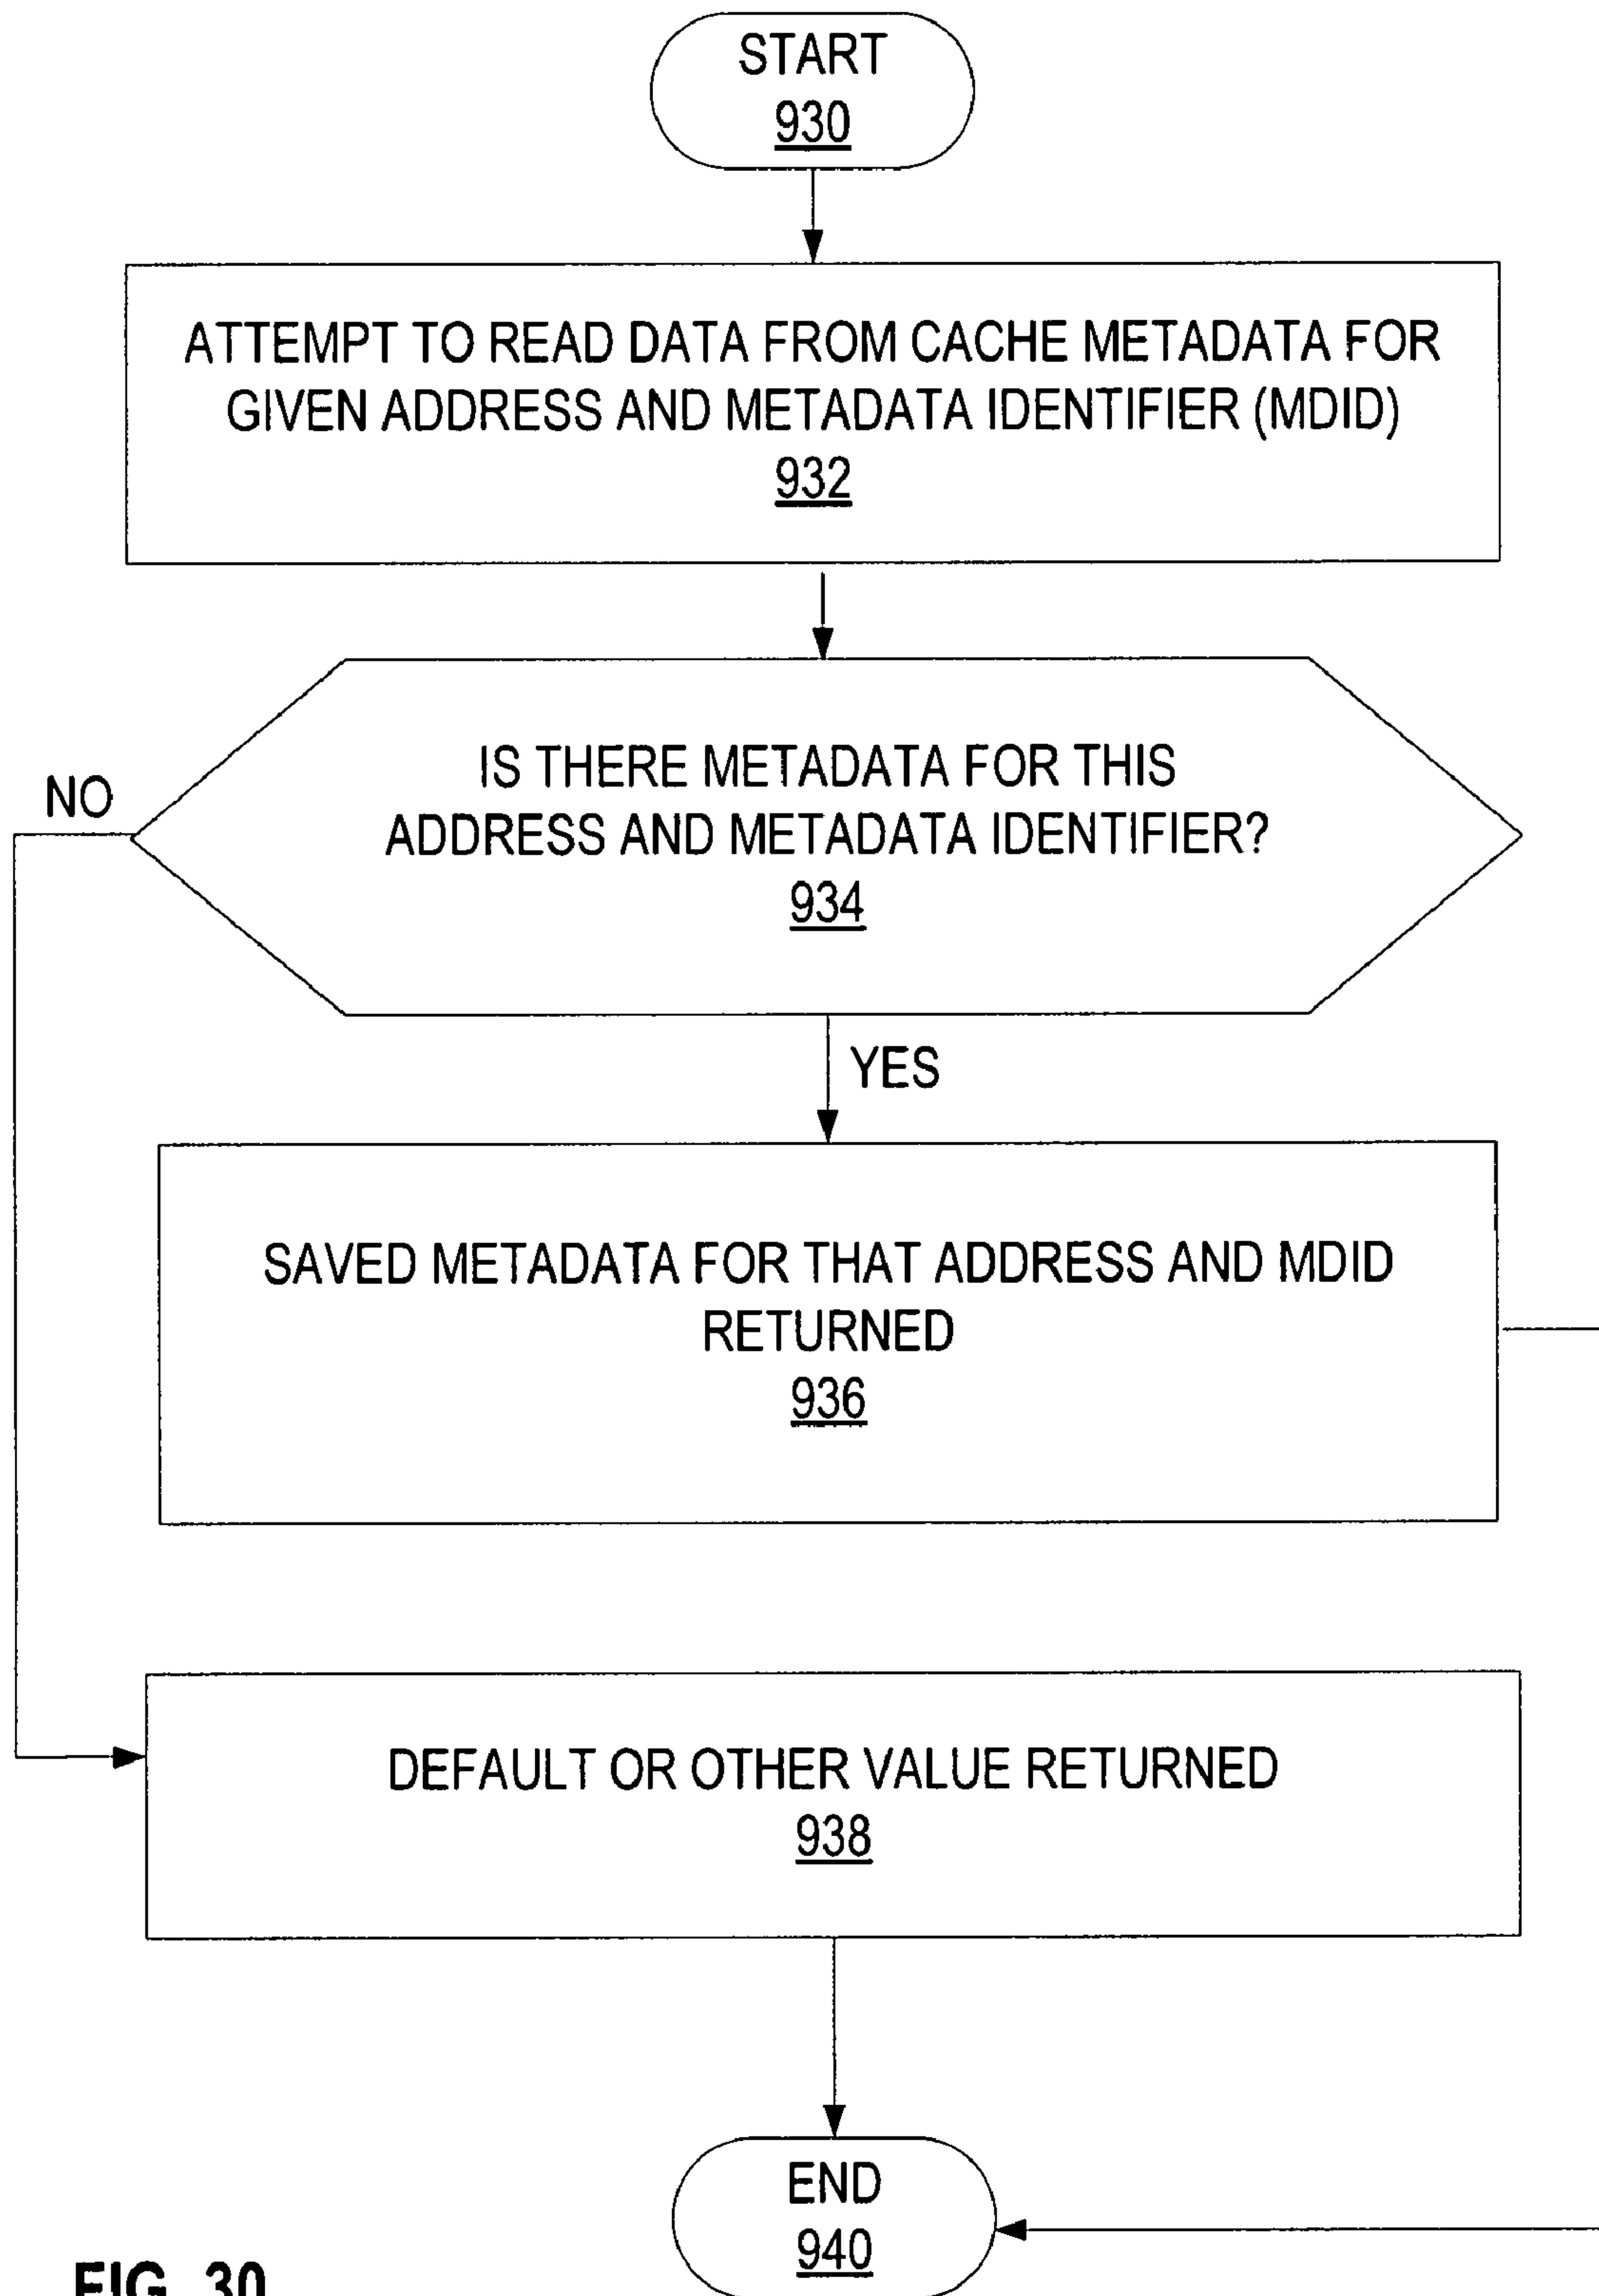 START
930
ATTEMPT TO READ DATA FROM CACHE METADATA FOR
GIVEN ADDRESS AND METADATA IDENTIFIER (MDID)
932
IS THERE METADATA FOR THIS
ADDRESS AND METADATA IDENTIFIER?
934
NO
YES
SAVED METADATA FOR THAT ADDRESS AND MDID
RETURNED
936
DEFAULT OR OTHER VALUE RETURNED
938
END
940
FIG. 30